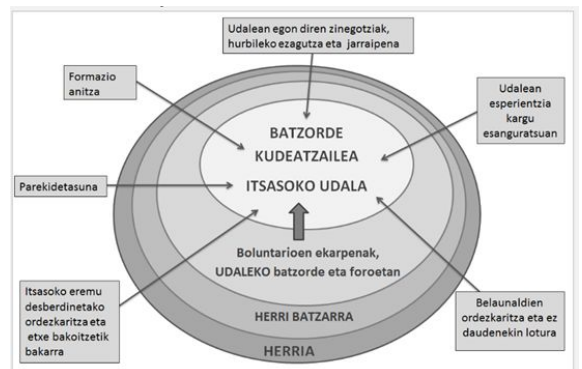 Udalean egon diren zinegotziak,
hurbileko ezagutza eta jarraipena
Formazio
anitza
Udalean
esperientzia
kargu
esanguratsuan
BATZORDE
KUDEATZAILEA
ITSASOKO UDALA
Parekidetasuna
Boluntarioen ekarpenak,
UDALEKO batzorde eta foroetan
Itsasoko eremu
desberdinetako
ordezkaritza eta
etxe bakoitzetik
bakarra
Belaunaldien
ordezkaritza eta ez
daudenekin lotura
HERRI BATZARRA
HERRIA